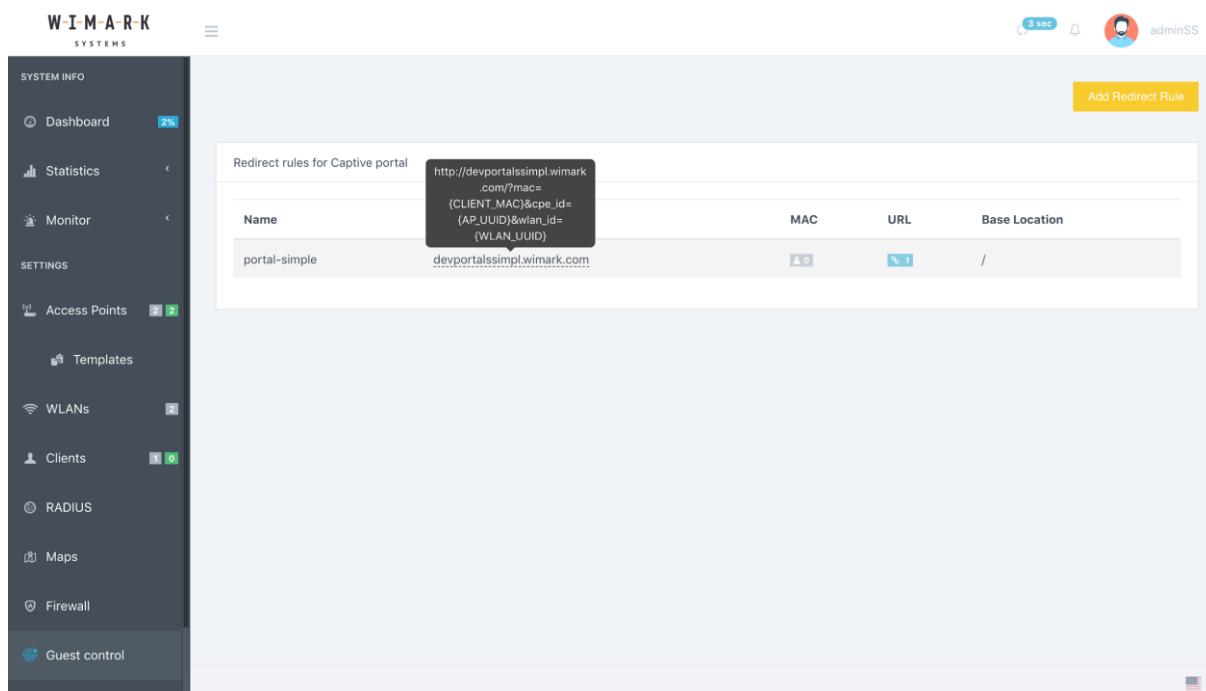 W-I-M-A-R-K
SYSTEMS
3 sec
adminSS
SYSTEM INFO
Dashboard 2%
Statistics
Monitor
SETTINGS
Access Points 2 2
Templates
WLANs 2
Clients 1 0
RADIUS
Maps
Firewall
Guest control
Add Redirect Rule
Redirect rules for Captive portal
http://devportalssimpl.wimark
.com/?mac=
{CLIENT_MAC}&cpe_id=
{AP_UUID}&wlan_id=
{WLAN_UUID}
Name MAC URL Base Location
portal-simple devportalssimpl.wimark.com 0 1 /